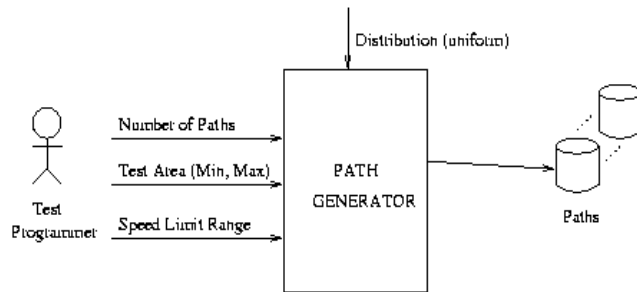 Distribution (uniform)
Number of Paths
Test Area (Min, Max)
Speed Limit Range
Test
Programmer
PATH
GENERATOR
Paths